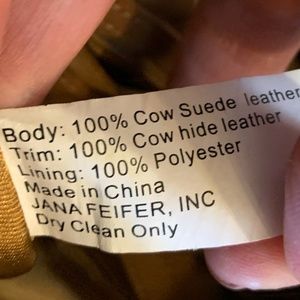 Body: 100% Cow Suede leather
Trim: 100% Cow hide leather
Lining: 100% Polyester
Made in China
JANA FEIFER, INC
Dry Clean Only